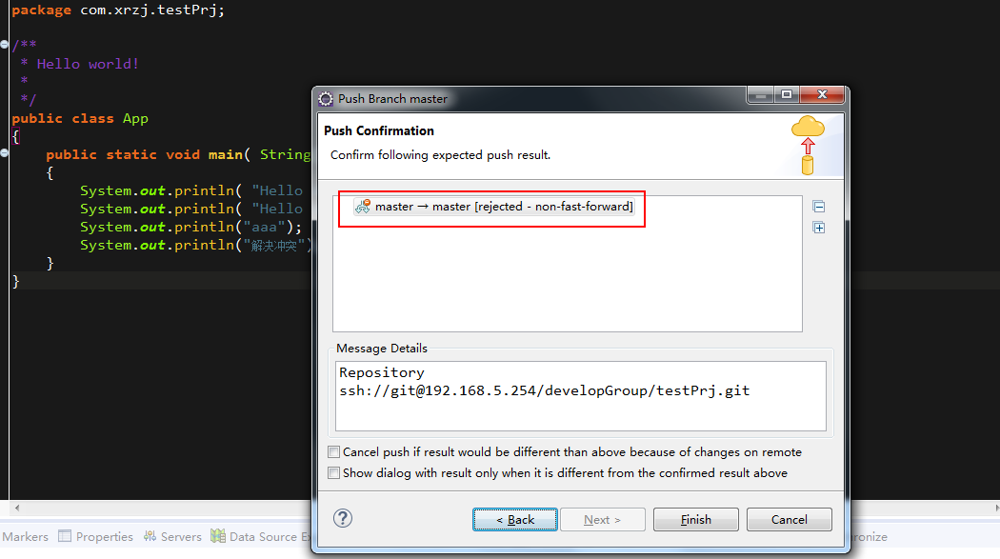 package com.xrzj.testPrj;
/**
* Hello world!
*
*/
public class App
{
public static void main( String
{
System.out.println( "Hello
System.out.println( "Hello
System.out.println("aaa");
System.out.println("解决冲突")
}
}
Push Branch master
Push Confirmation
Confirm following expected push result.
master → master [rejected - non-fast-forward]
Message Details
Repository
ssh://git@192.168.5.254/developGroup/testPrj.git
Cancel push if result would be different than above because of changes on remote
Show dialog with result only when it is different from the confirmed result above
< Back
Next >
Finish
Cancel
Markers
Properties
Servers
Data Source Ex
ronize